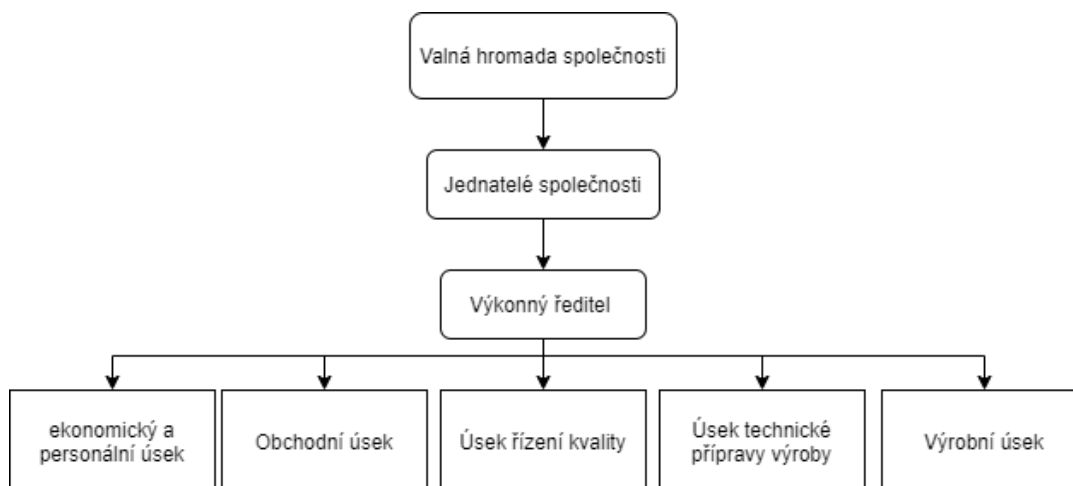 Valná hromada společnosti
Jednatelé společnosti
Výkonný ředitel
ekonomický a
personální úsek
Obchodní úsek
Úsek řízení kvality
Úsek technické
přípravy výroby
Výrobní úsek